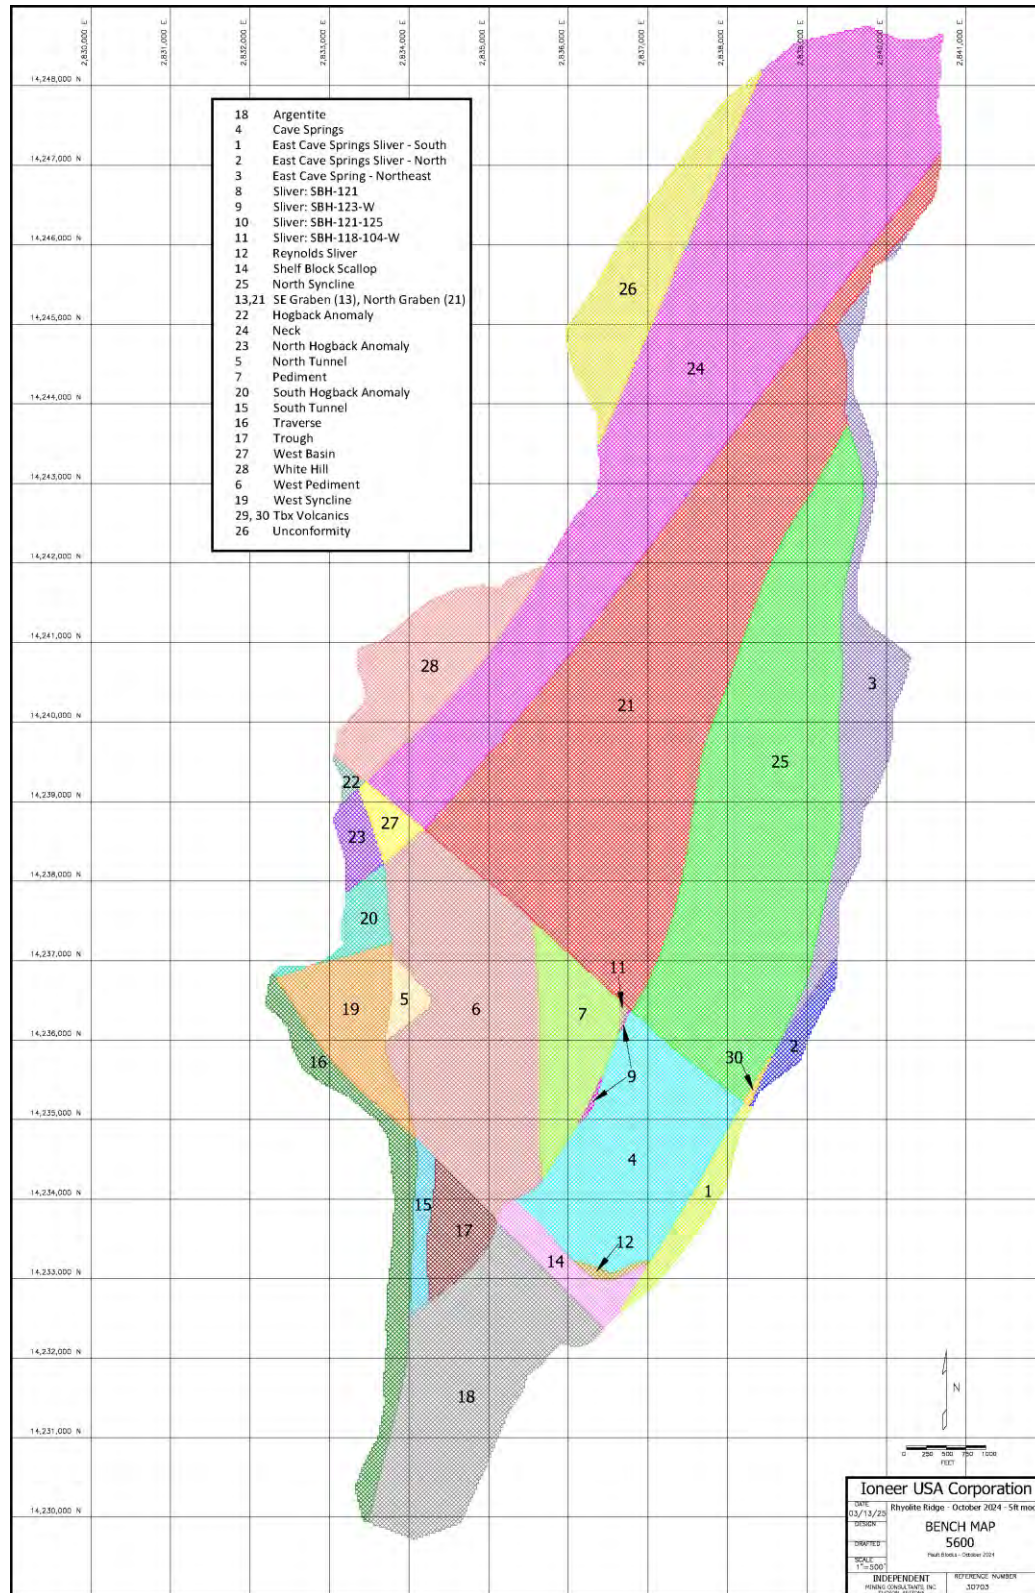 2,830,000 E
2,831,000 E
2,832,000 E
2,833,000 E
2,834,000 E
2,835,000 E
2,836,000 E
2,837,000 E
2,838,000 E
2,839,000 E
2,840,000 E
2,841,000 E
14,248,000 N
14,247,000 N
14,246,000 N
14,245,000 N
14,244,000 N
14,243,000 N
14,242,000 N
14,241,000 N
14,240,000 N
14,239,000 N
14,238,000 N
14,237,000 N
14,236,000 N
14,235,000 N
14,234,000 N
14,233,000 N
14,232,000 N
14,231,000 N
14,230,000 N
18 Argentite
4 Cave Springs
1 East Cave Springs Sliver - South
2 East Cave Springs Sliver - North
3 East Cave Spring - Northeast
8 Sliver: SBH-121
9 Sliver: SBH-123-W
10 Sliver: SBH-121-125
11 Sliver: SBH-118-104-W
12 Reynolds Sliver
14 Shelf Block Scallop
25 North Syncline
13,21 SE Graben (13), North Graben (21)
22 Hogback Anomaly
24 Neck
23 North Hogback Anomaly
5 North Tunnel
7 Pediment
20 South Hogback Anomaly
15 South Tunnel
16 Traverse
17 Trough
27 West Basin
28 White Hill
6 West Pediment
19 West Syncline
29, 30 Tbx Volcanics
26 Unconformity
26
24
28
3
21
25
22
27
23
20
11
5
19
6
7
16
2
30
9
4
15
1
17
12
14
18
N
0 250 500 750 1000
FEET
Ioneer USA Corporation
DATE
03/13/25
Rhyolite Ridge - October 2024 - 5ft mod
DESIGN
BENCH MAP
DRAFTED
5600
Fault Blocks - October 2024
SCALE
1"=500'
INDEPENDENT
MINING CONSULTANTS, INC.
TUCSON, ARIZONA
REFERENCE NUMBER
30703